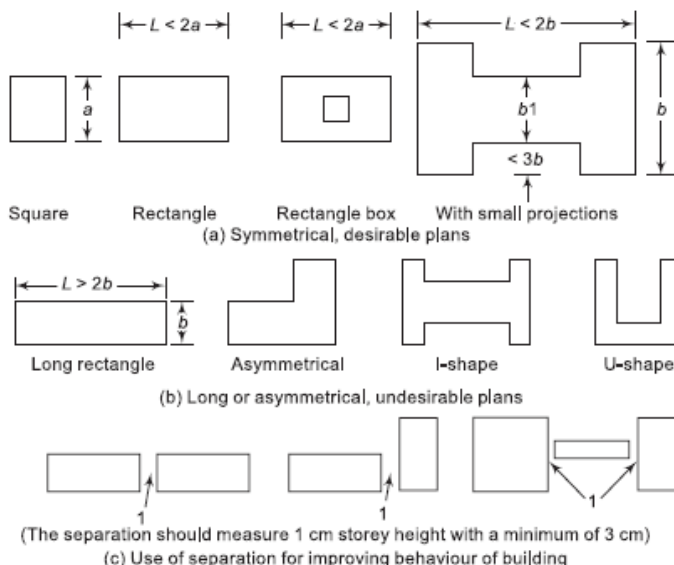 L < 2a
L < 2a
L < 2b
a
b1
b
< 3b
Square
Rectangle
Rectangle box
With small projections
(a) Symmetrical, desirable plans
L > 2b
b
Long rectangle
Asymmetrical
I-shape
U-shape
(b) Long or asymmetrical, undesirable plans
1
1
1
(The separation should measure 1 cm storey height with a minimum of 3 cm)
(c) Use of separation for improving behaviour of building